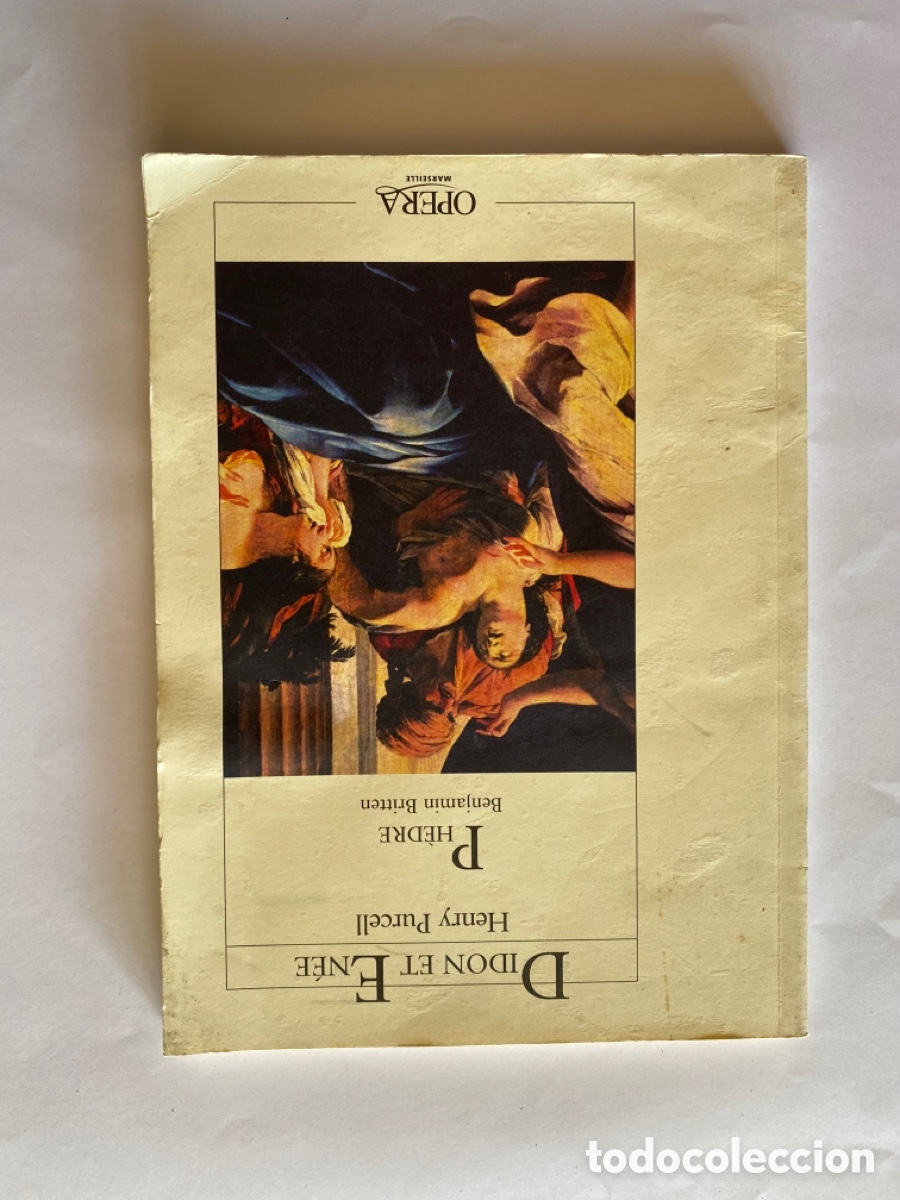 DIDON ET ENÉE
Henry Purcell
PHÈDRE
Benjamin Britten
OPERA
MARSEILLE
todocoleccion